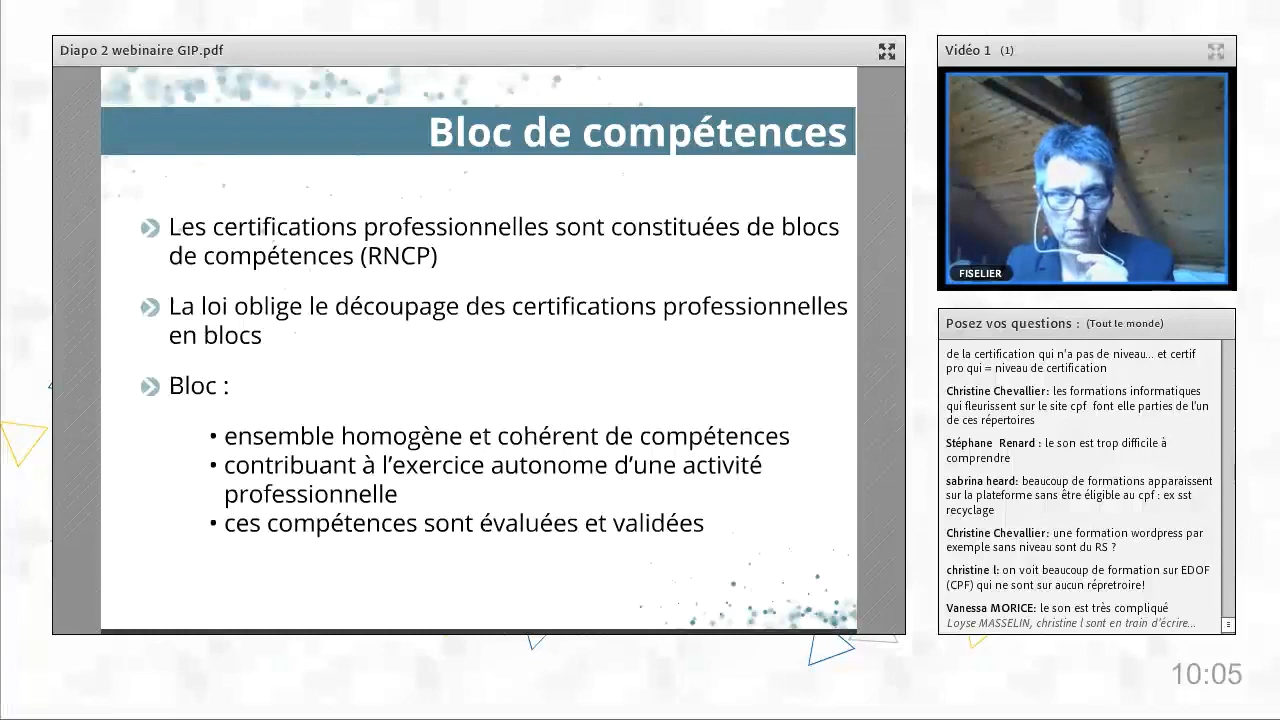 Diapo 2 webinaire GIP.pdf
Bloc de compétences
Les certifications professionnelles sont constituées de blocs
de compétences (RNCP)
La loi oblige le découpage des certifications professionnelles
en blocs
Bloc :
• ensemble homogène et cohérent de compétences
• contribuant à l’exercice autonome d’une activité
professionnelle
• ces compétences sont évaluées et validées
Vidéo 1 (1)
FISELIER
Posez vos questions : (Tout le monde)
de la certification qui n'a pas de niveau... et certif
pro qui = niveau de certification
Christine Chevallier: les formations informatiques
qui fleurissent sur le site cpf font elle parties de l'un
de ces répertoires
Stéphane Renard : le son est trop difficile à
comprendre
sabrina heard: beaucoup de formations apparaissent
sur la plateforme sans être éligible au cpf : ex sst
recyclage
Christine Chevallier: une formation wordpress par
exemple sans niveau sont du RS ?
christine l: on voit beaucoup de formation sur EDOF
(CPF) qui ne sont sur aucun répretroire!
Vanessa MORICE: le son est très compliqué
Loyse MASSELIN, christine l sont en train d'écrire...
10:05